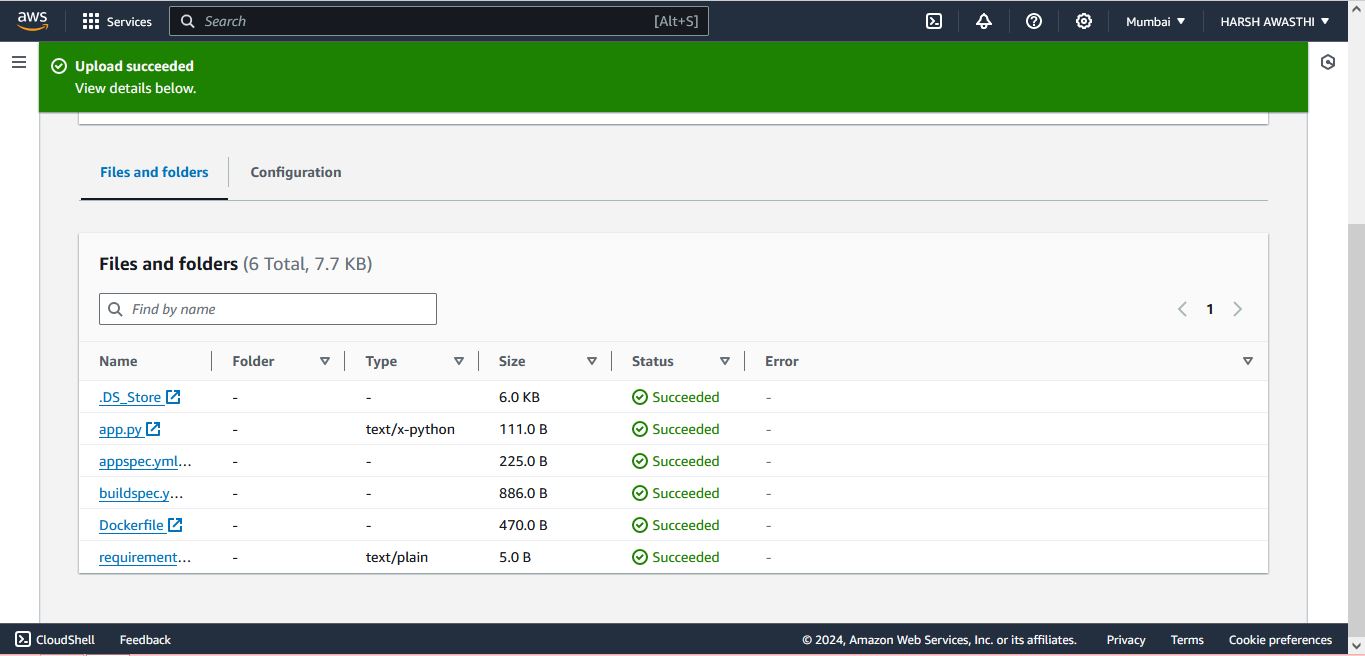 aws Services Search [Alt+S] Mumbai HARSH AWASTHI
Upload succeeded
View details below.
Files and folders Configuration
Files and folders (6 Total, 7.7 KB)
Find by name 1
Name Folder Type Size Status Error
.DS_Store - - 6.0 KB Succeeded -
app.py - text/x-python 111.0 B Succeeded -
appspec.yml... - - 225.0 B Succeeded -
buildspec.y... - - 886.0 B Succeeded -
Dockerfile - - 470.0 B Succeeded -
requirement... - text/plain 5.0 B Succeeded -
CloudShell Feedback © 2024, Amazon Web Services, Inc. or its affiliates. Privacy Terms Cookie preferences